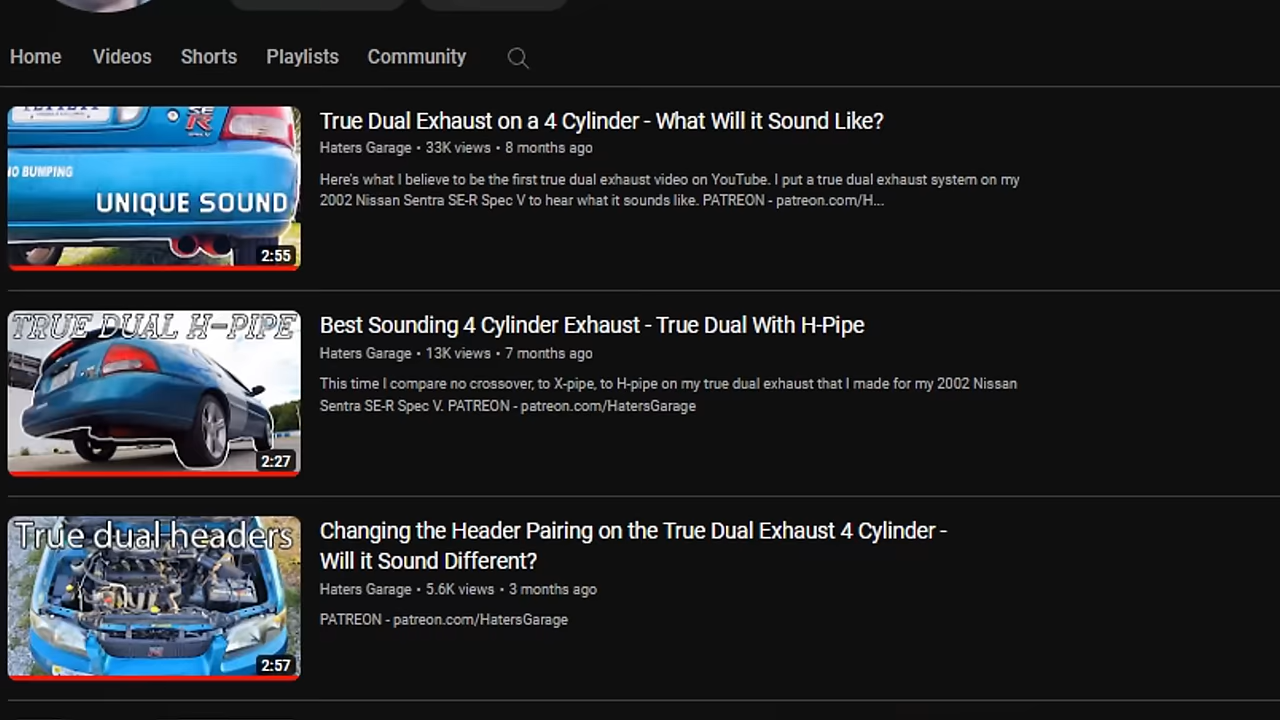 Home Videos Shorts Playlists Community
SE
R
NO BUMPING
UNIQUE SOUND
2:55
True Dual Exhaust on a 4 Cylinder - What Will it Sound Like?
Haters Garage • 33K views • 8 months ago
Here's what I believe to be the first true dual exhaust video on YouTube. I put a true dual exhaust system on my
2002 Nissan Sentra SE-R Spec V to hear what it sounds like. PATREON - patreon.com/H...
TRUE DUAL H-PIPE
2:27
Best Sounding 4 Cylinder Exhaust - True Dual With H-Pipe
Haters Garage • 13K views • 7 months ago
This time I compare no crossover, to X-pipe, to H-pipe on my true dual exhaust that I made for my 2002 Nissan
Sentra SE-R Spec V. PATREON - patreon.com/HatersGarage
True dual headers
2:57
Changing the Header Pairing on the True Dual Exhaust 4 Cylinder -
Will it Sound Different?
Haters Garage • 5.6K views • 3 months ago
PATREON - patreon.com/HatersGarage